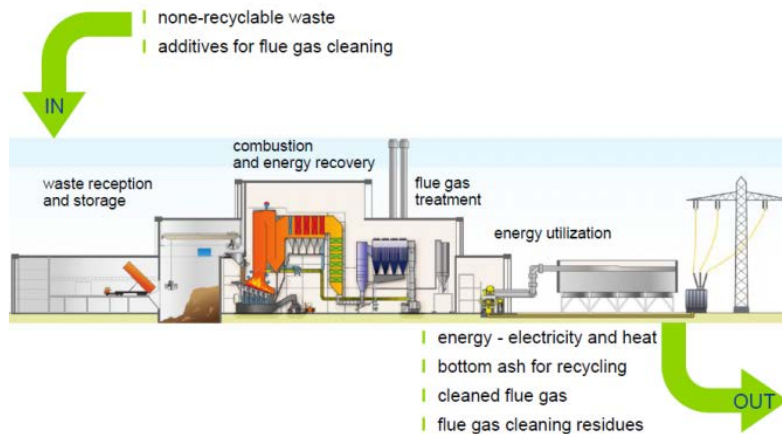 none-recyclable waste
additives for flue gas cleaning
IN
combustion
and energy recovery
waste reception
and storage
flue gas
treatment
energy utilization
energy - electricity and heat
bottom ash for recycling
cleaned flue gas
flue gas cleaning residues
OUT